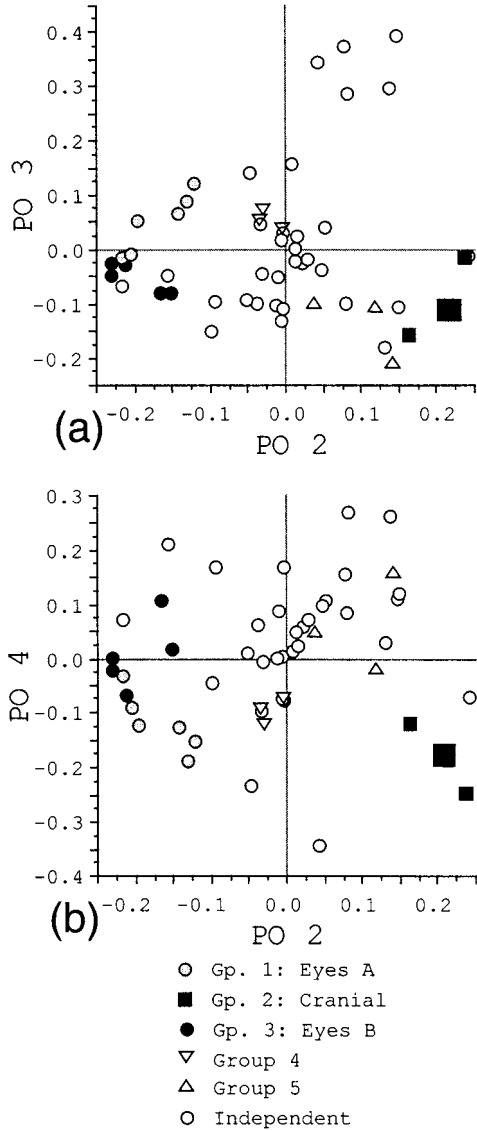 0.4
0.3
0.2
0.1
0.0
-0.1
-0.2
PO 3
-0.2 -0.1 0.0 0.1 0.2
(a)
PO 2
0.3
0.2
0.1
0.0
-0.1
-0.2
-0.3
-0.4
PO 4
-0.2 -0.1 0.0 0.1 0.2
(b)
PO 2
Gp. 1: Eyes A
Gp. 2: Cranial
Gp. 3: Eyes B
Group 4
Group 5
Independent